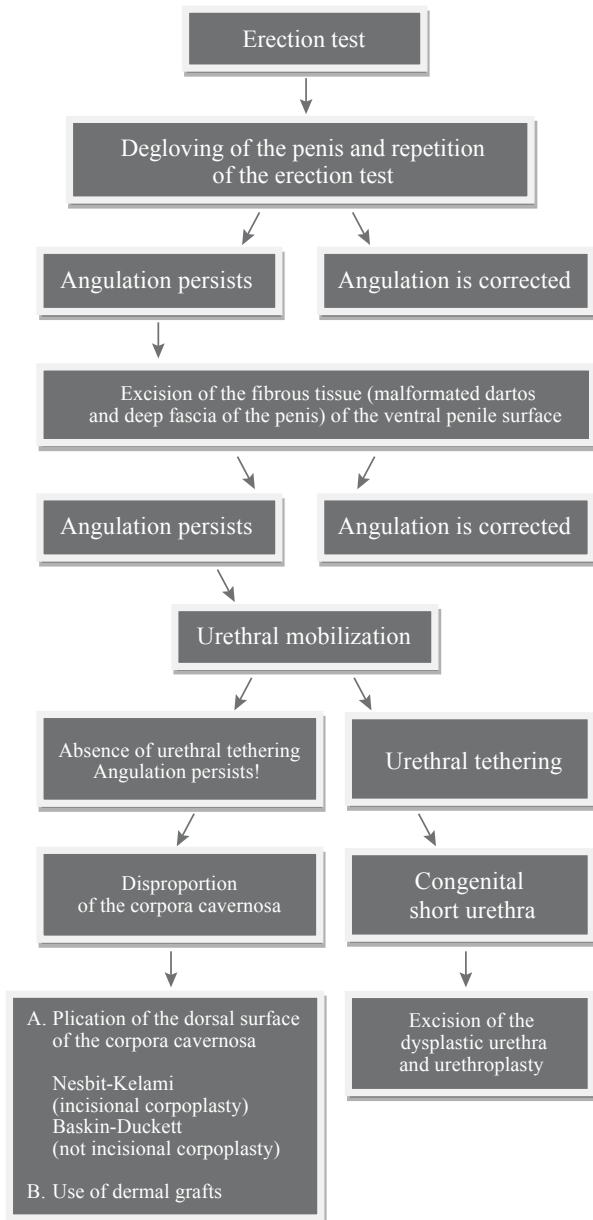 Erection test
Degloving of the penis and repetition
of the erection test
Angulation persists
Angulation is corrected
Excision of the fibrous tissue (malformated dartos
and deep fascia of the penis) of the ventral penile surface
Angulation persists
Angulation is corrected
Urethral mobilization
Absence of urethral tethering
Angulation persists!
Urethral tethering
Disproportion
of the corpora cavernosa
Congenital
short urethra
A. Plication of the dorsal surface
of the corpora cavernosa
Nesbit-Kelami
(incisional corpoplasty)
Baskin-Duckett
(not incisional corpoplasty)
B. Use of dermal grafts
Excision of the
dysplastic urethra
and urethroplasty